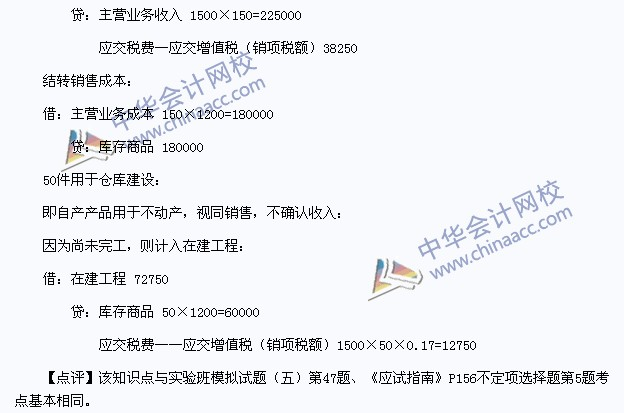 贷：主营业务收入 1500×150=225000
应交税费—应交增值税（销项税额）38250
结转销售成本：
借：主营业务成本 150×1200=180000
贷：库存商品 180000
50件用于仓库建设：
即自产产品用于不动产，视同销售，不确认收入：
因为尚未完工，则计入在建工程：
借：在建工程 72750
贷：库存商品 50×1200=60000
应交税费——应交增值税（销项税额）1500×50×0.17=12750
【点评】该知识点与实验班模拟试题（五）第47题、《应试指南》P156不定项选择题第5题考
点基本相同。
中华会计网校
www.chinaacc.com
中华会计网校
www.chinaacc.com